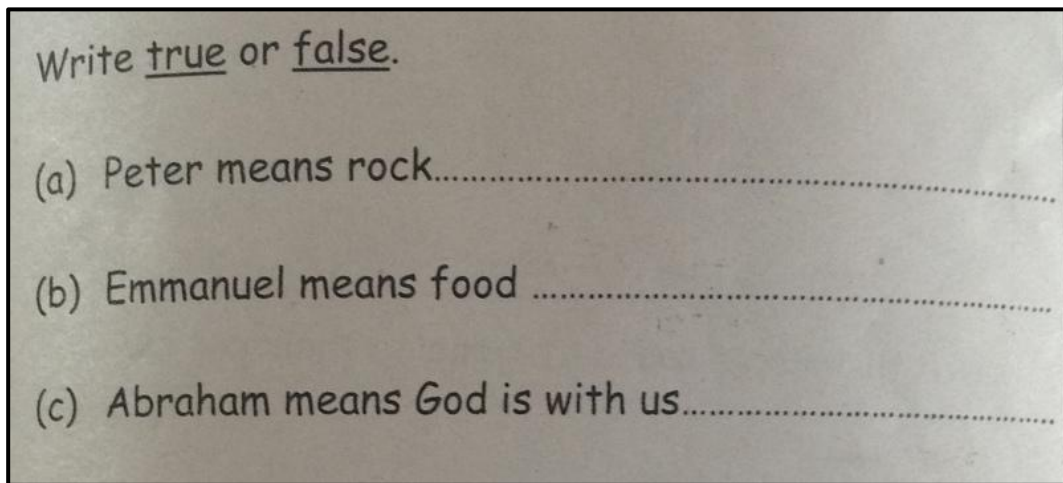 Write true or false.
(a) Peter means rock..........................................................................
(b) Emmanuel means food ..............................................................
(c) Abraham means God is with us.............................................